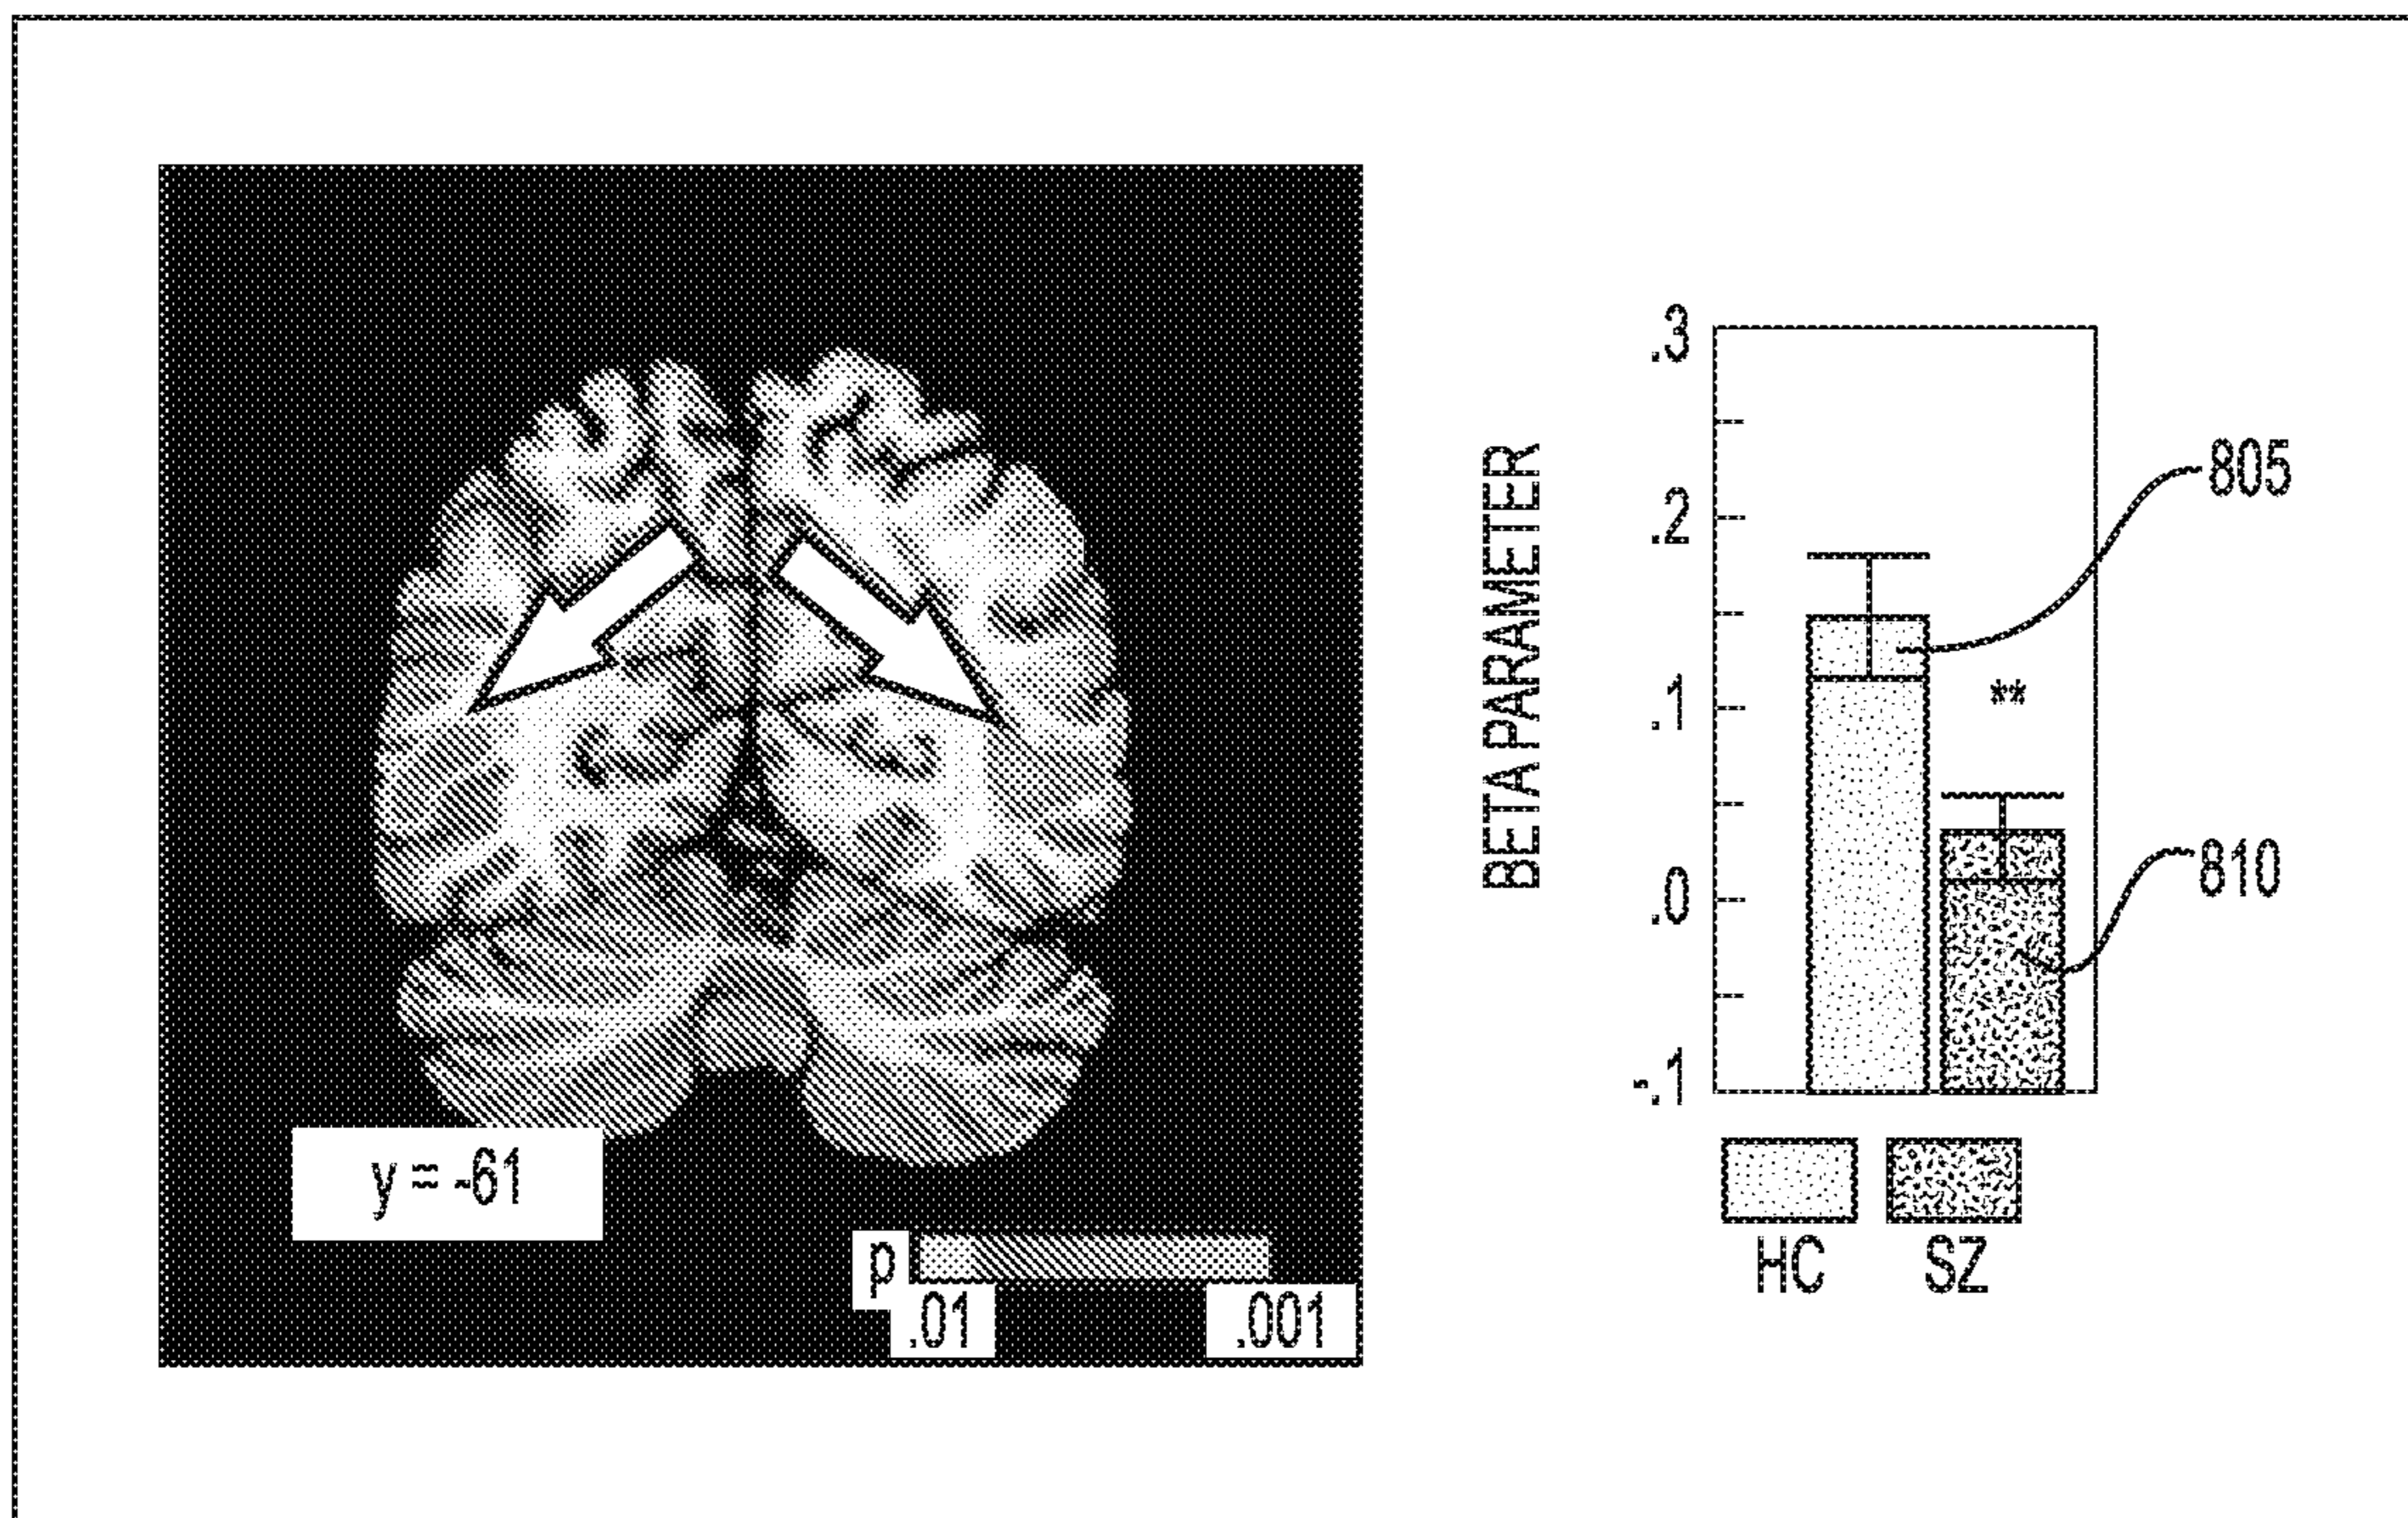 y = -61
p
.01
.001
BETA PARAMETER
.3
.2
.1
.0
-.1
**
805
810
HC
SZ